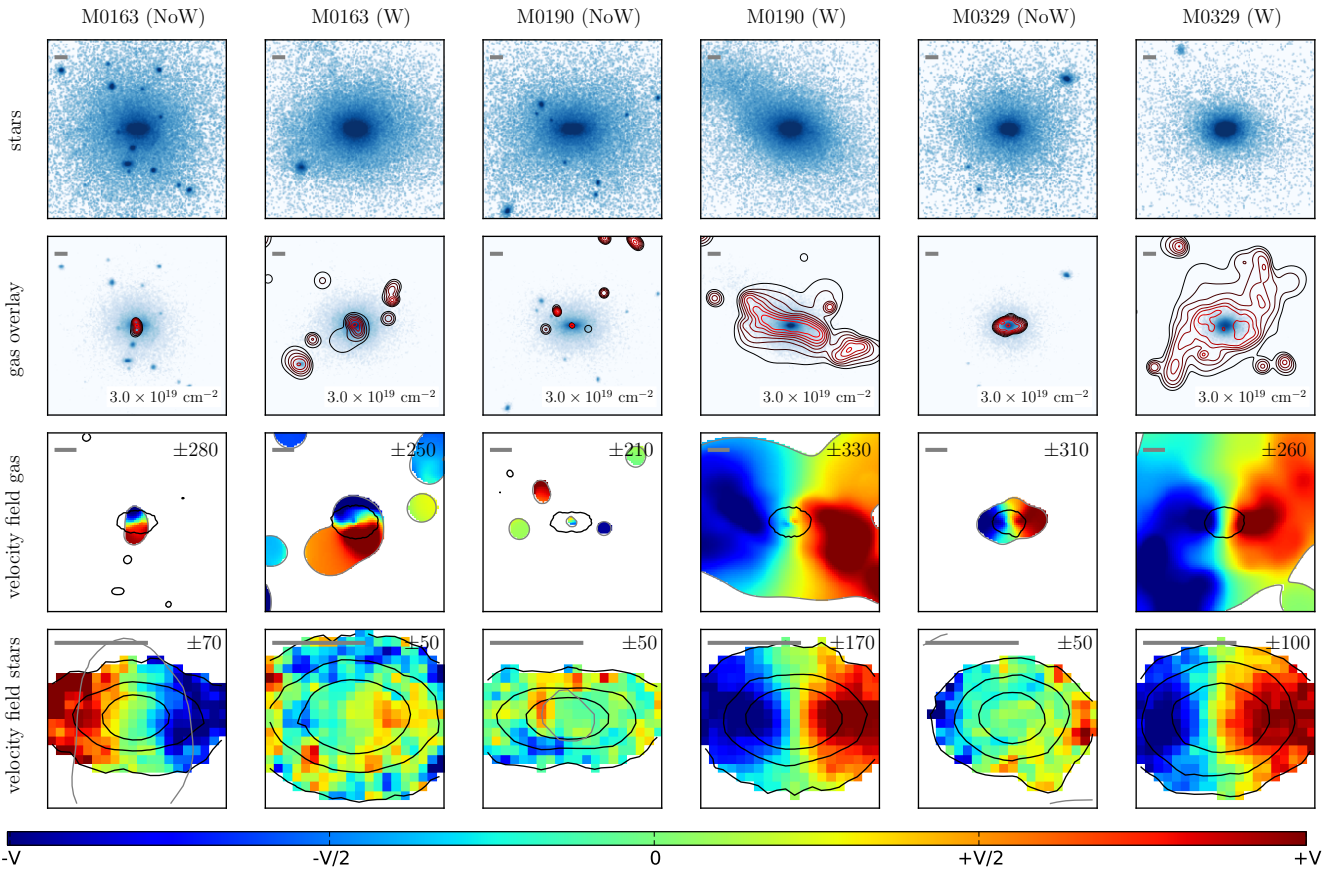 M0163 (NoW) M0163 (W) M0190 (NoW) M0190 (W) M0329 (NoW) M0329 (W)
stars
gas overlay
3.0 × 10¹⁹ cm⁻² 3.0 × 10¹⁹ cm⁻² 3.0 × 10¹⁹ cm⁻² 3.0 × 10¹⁹ cm⁻² 3.0 × 10¹⁹ cm⁻² 3.0 × 10¹⁹ cm⁻²
velocity field gas
±280 ±250 ±210 ±330 ±310 ±260
velocity field stars
±70 ±50 ±50 ±170 ±50 ±100
-V -V/2 0 +V/2 +V